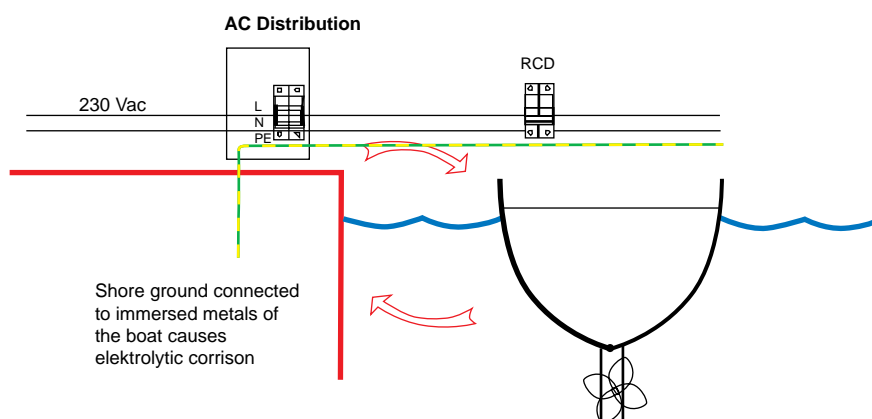 AC Distribution
RCD
230 Vac
L
N
PE
Shore ground connected
to immersed metals of
the boat causes
elektrolytic corrison